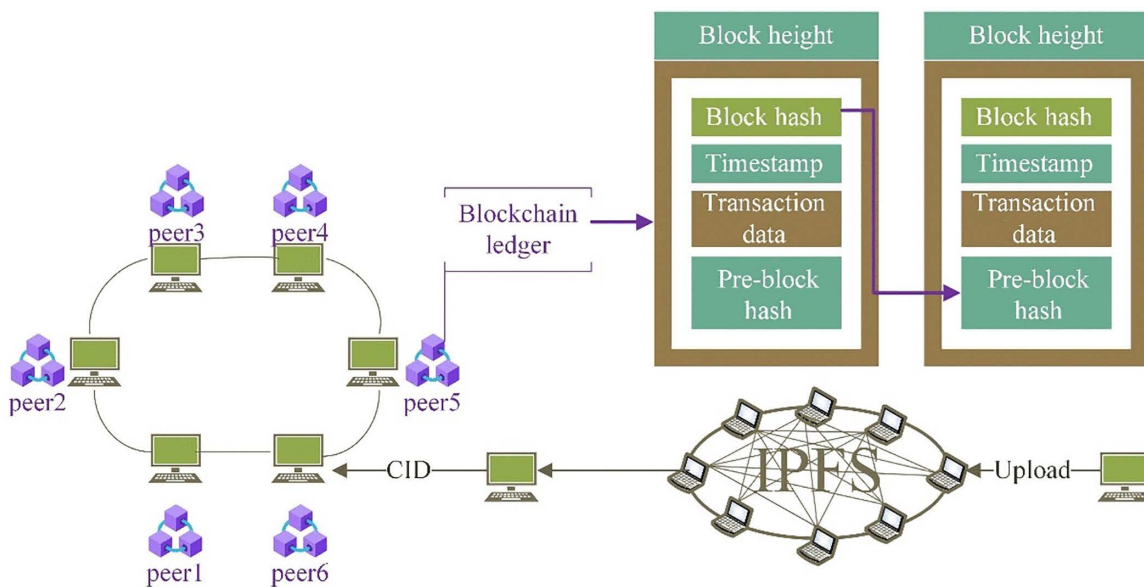 Block height
Block hash
Timestamp
Transaction
data
Pre-block
hash
Block height
Block hash
Timestamp
Transaction
data
Pre-block
hash
Blockchain
ledger
peer3
peer4
peer2
peer5
peer1
peer6
CID
IPFS
Upload